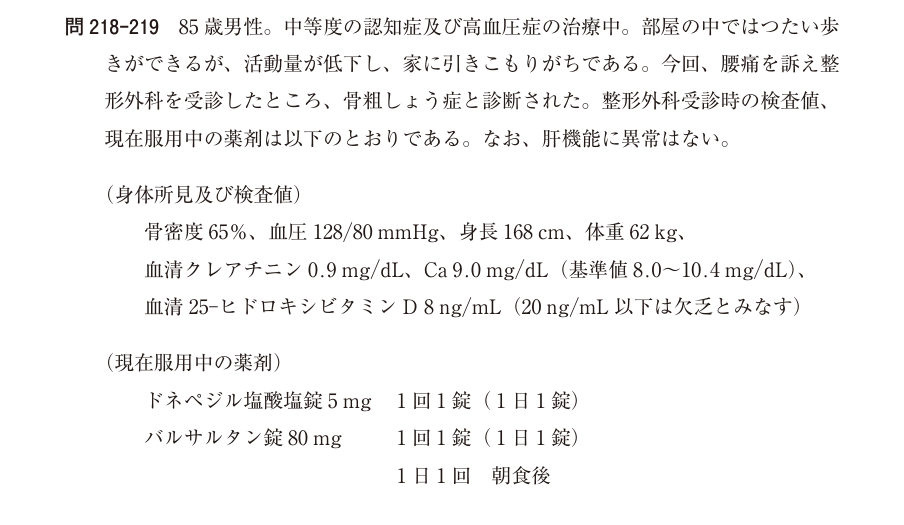 問 218-219　85 歳男性。中等度の認知症及び高血圧症の治療中。部屋の中ではつたい歩
きができるが、活動量が低下し、家に引きこもりがちである。今回、腰痛を訴え整
形外科を受診したところ、骨粗しょう症と診断された。整形外科受診時の検査値、
現在服用中の薬剤は以下のとおりである。なお、肝機能に異常はない。
（身体所見及び検査値）
骨密度 65％、血圧 128/80 mmHg、身長 168 cm、体重 62 kg、
血清クレアチニン 0.9 mg/dL、Ca 9.0 mg/dL（基準値 8.0～10.4 mg/dL）、
血清 25-ヒドロキシビタミン D 8 ng/mL（20 ng/mL 以下は欠乏とみなす）
（現在服用中の薬剤）
ドネペジル塩酸塩錠 5 mg　1 回 1 錠（1 日 1 錠）
バルサルタン錠 80 mg　1 回 1 錠（1 日 1 錠）
1 日 1 回　朝食後